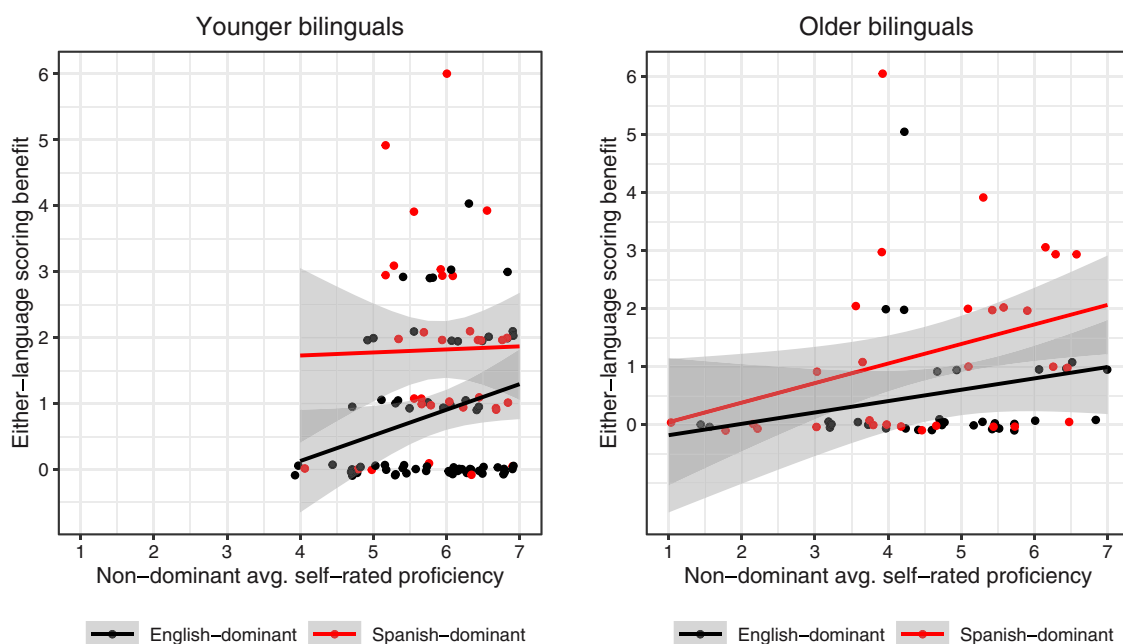 Younger bilinguals
Either−language scoring benefit
6
5
4
3
2
1
0
1 2 3 4 5 6 7
Non−dominant avg. self−rated proficiency
English−dominant Spanish−dominant
Older bilinguals
Either−language scoring benefit
6
5
4
3
2
1
0
1 2 3 4 5 6 7
Non−dominant avg. self−rated proficiency
English−dominant Spanish−dominant